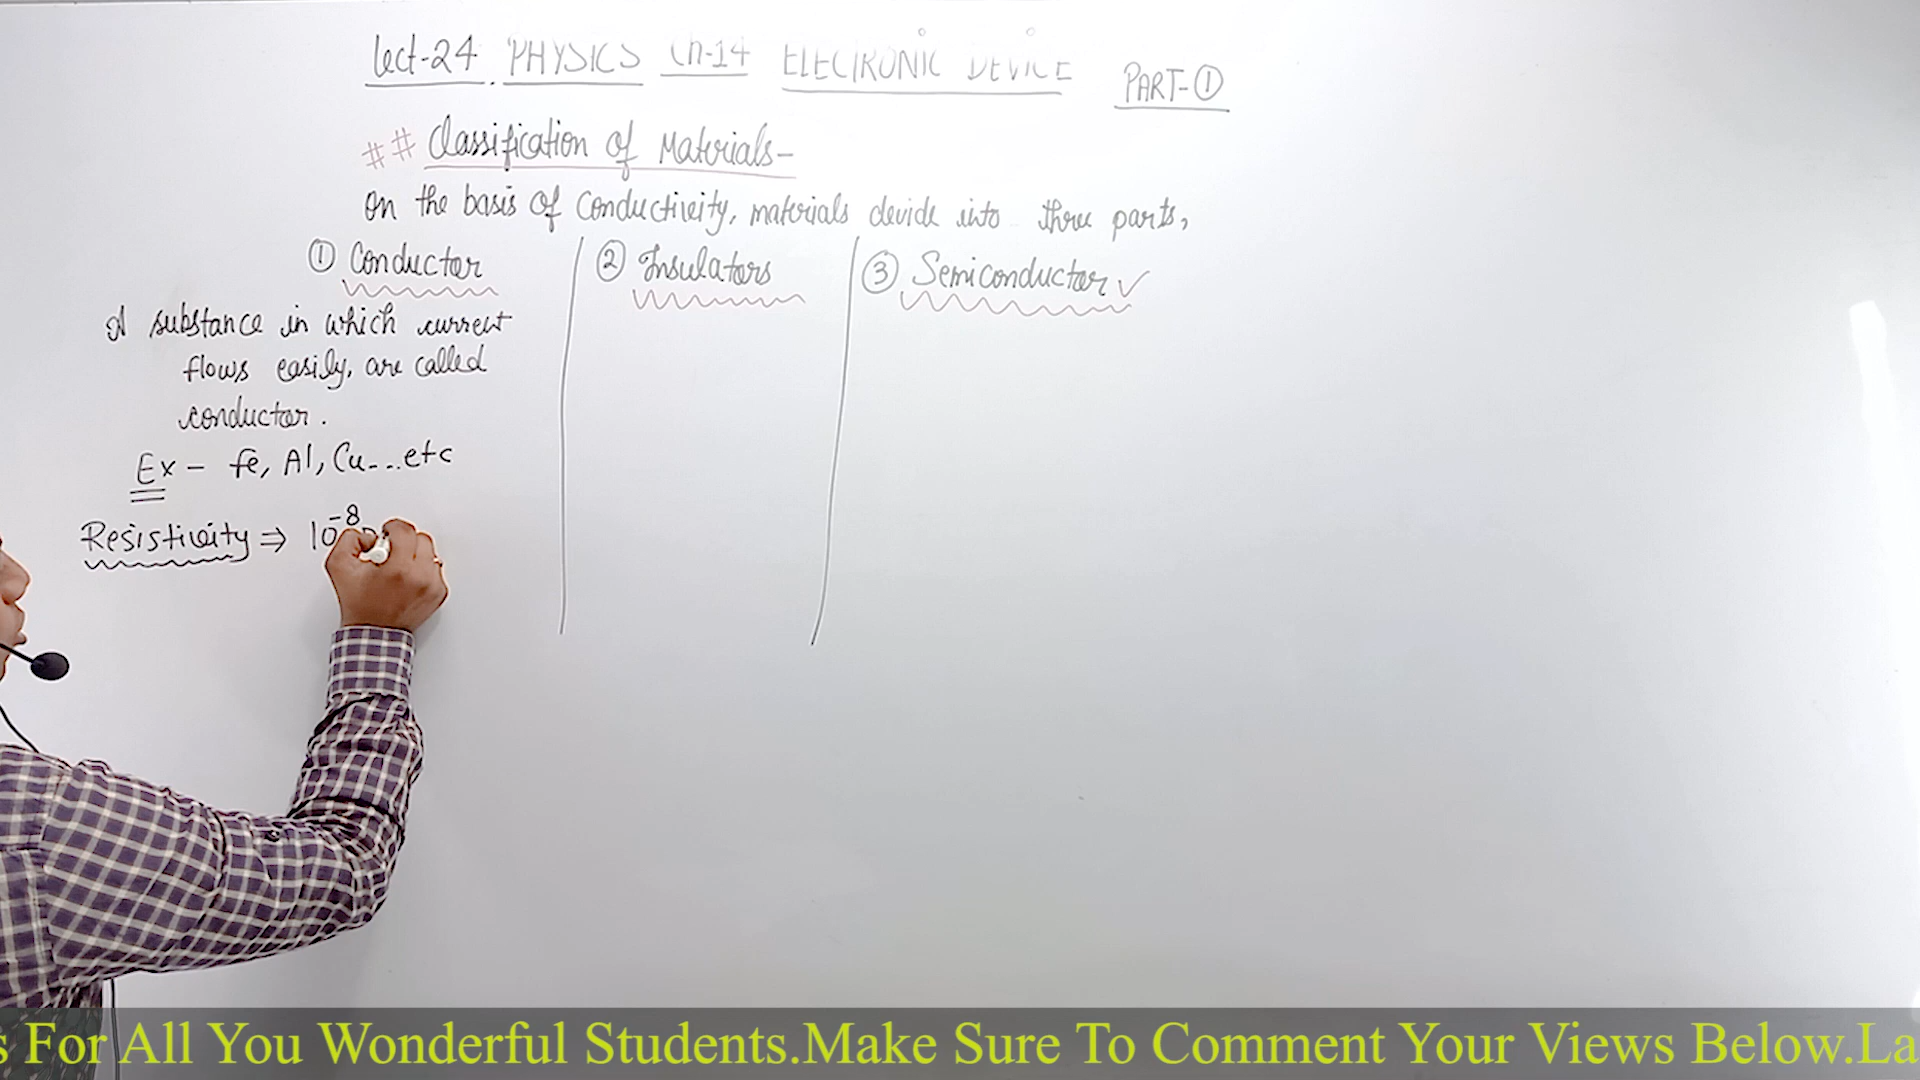 Lect-24 PHYSICS Ch-14 ELECTRONIC DEVICE PART-①
## Classification of Materials-
On the basis of Conductivity, materials devide into three parts,
① Conductor
② Insulators
③ Semiconductor ✓
A substance in which current
flows easily, are called
conductor.
Ex - Fe, Al, Cu...etc
Resistivity ⇒ 10⁻⁸
s For All You Wonderful Students.Make Sure To Comment Your Views Below.La